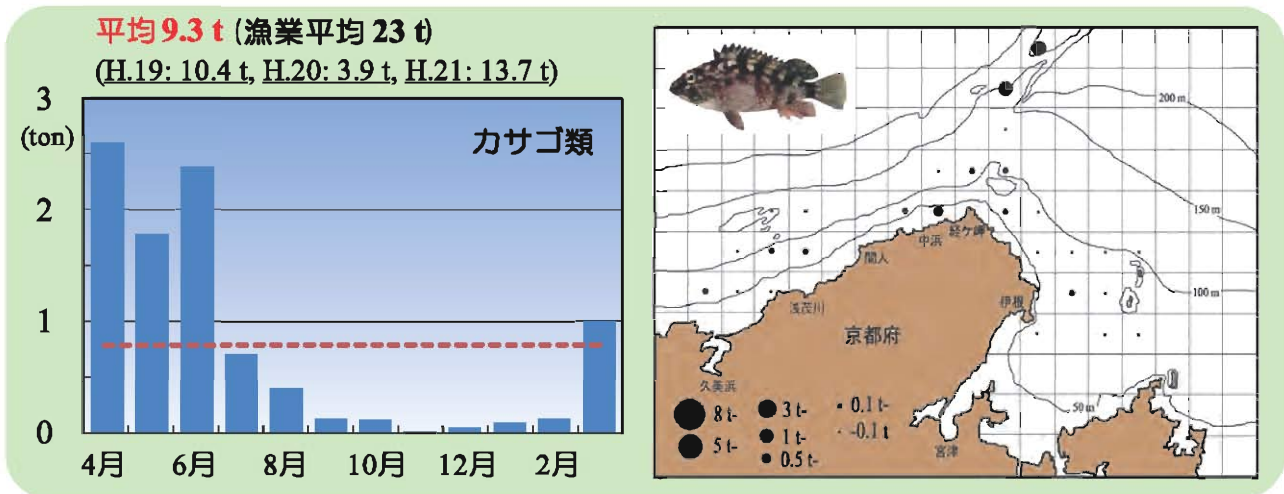 平均9.3 t (漁業平均 23 t)
(H.19: 10.4 t, H.20: 3.9 t, H.21: 13.7 t)
3
(ton)
カサゴ類
2
1
0
4月 6月 8月 10月 12月 2月
200 m
150 m
経ケ岬
中浜
間人
100 m
伊根
浅茂川
京都府
久美浜
50 m
8 t- 3 t- 0.1 t-
5 t- 1 t- -0.1 t
0.5 t-
宮津